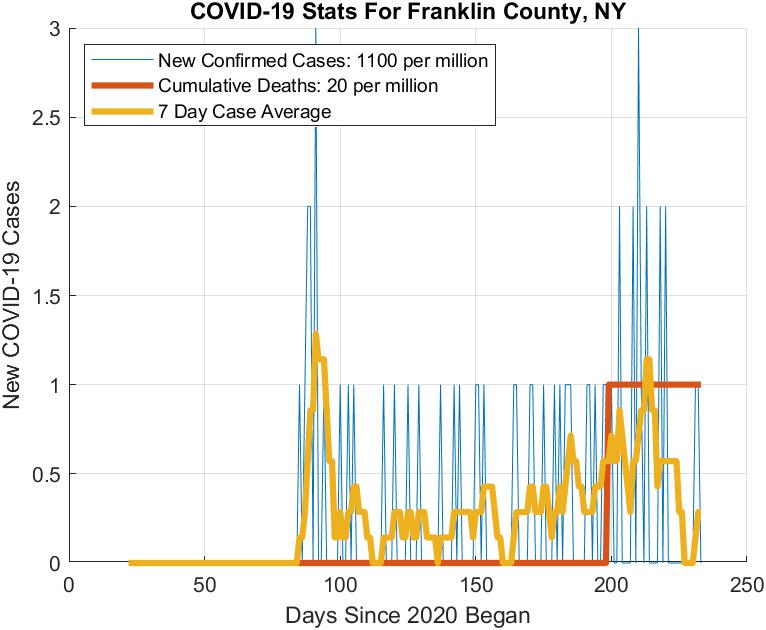 COVID-19 Stats For Franklin County, NY
3
2.5
2
1.5
1
0.5
0
New COVID-19 Cases
New Confirmed Cases: 1100 per million
Cumulative Deaths: 20 per million
7 Day Case Average
0 50 100 150 200 250
Days Since 2020 Began